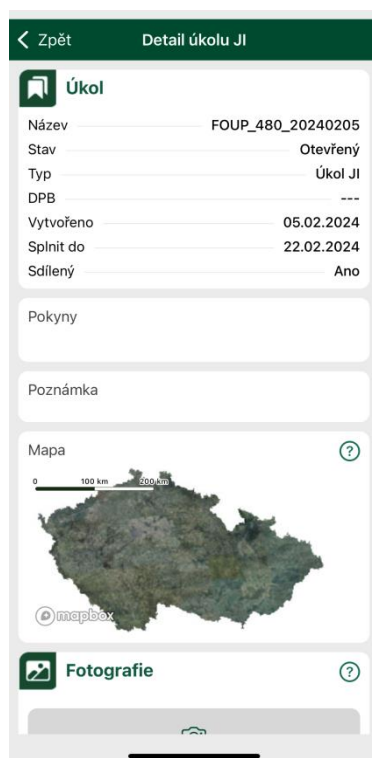 Zpět Detail úkolu JI
Úkol
Název FOUP_480_20240205
Stav Otevřený
Typ Úkol JI
DPB ---
Vytvořeno 05.02.2024
Splnit do 22.02.2024
Sdílený Ano
Pokyny
Poznámka
Mapa ?
0 100 km 200 km
mapbox
Fotografie ?